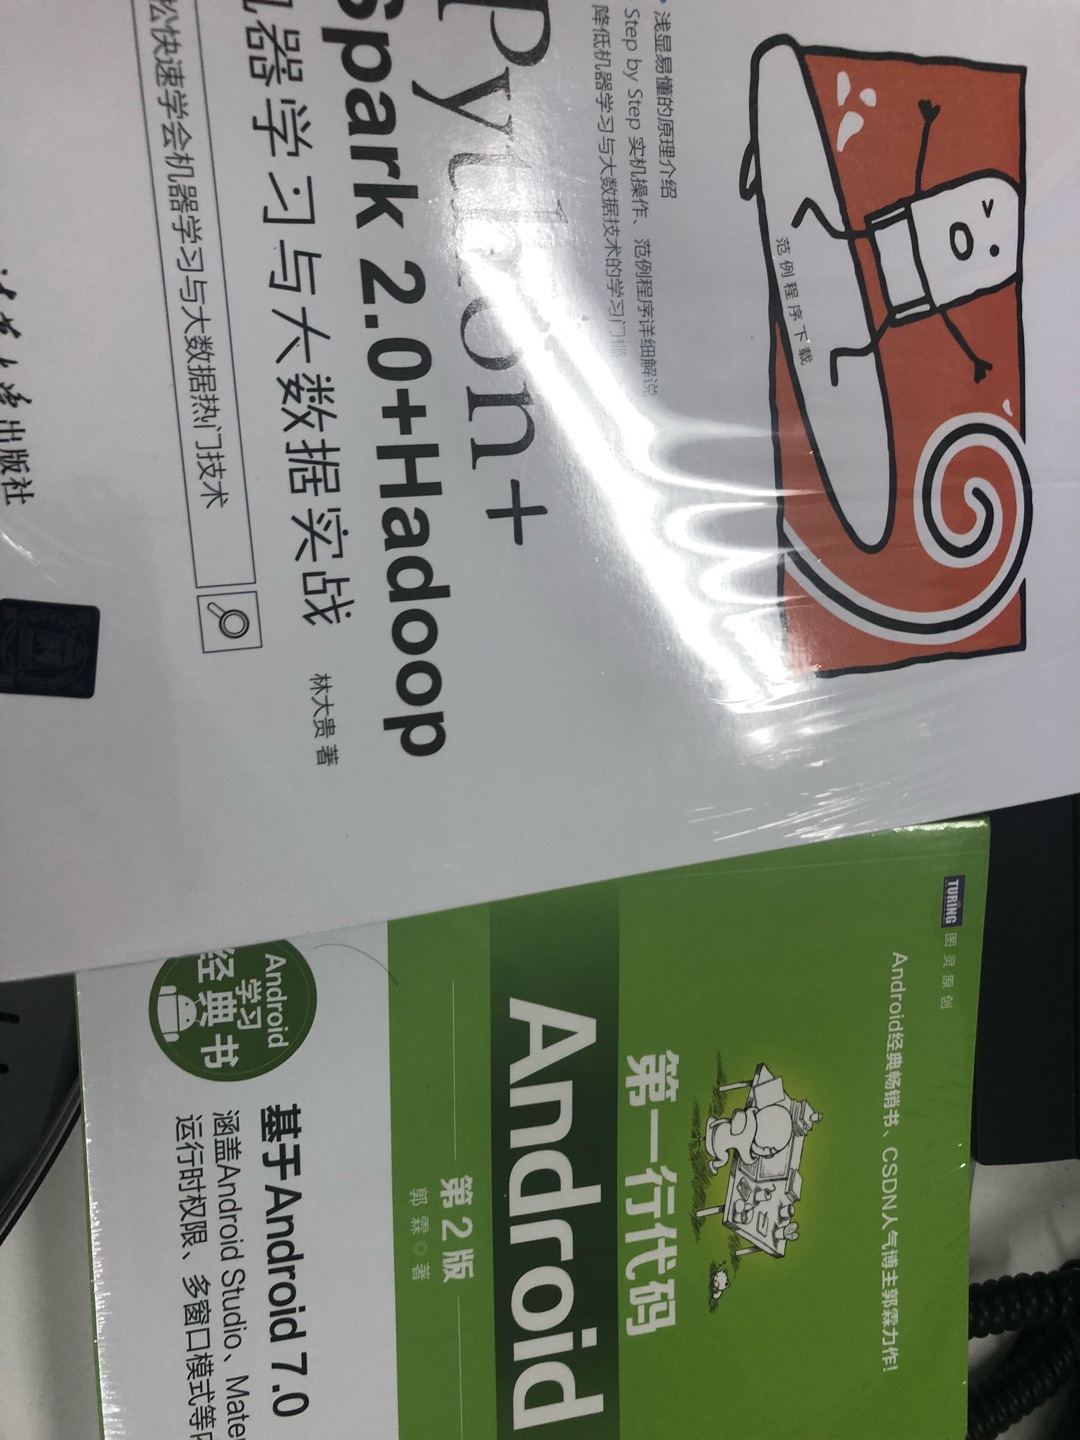 浅显易懂的原理介绍
Step by Step 实机操作、范例程序详细解说
降低机器学习与大数据技术的学习门
范例程序下载
Python+
Spark 2.0+Hadoop
器学习与大数据实战
松快速学会机器学习与大数据热门技术
林大贵 著
清华大学出版社
TURING 图灵原创
Android经典畅销书、CSDN人气博主郭霖力作!
第一行代码
Android
第2版
郭霖 著
Android
学习
经典书
基于Android 7.0
涵盖Android Studio、Mate
运行时权限、多窗口模式等